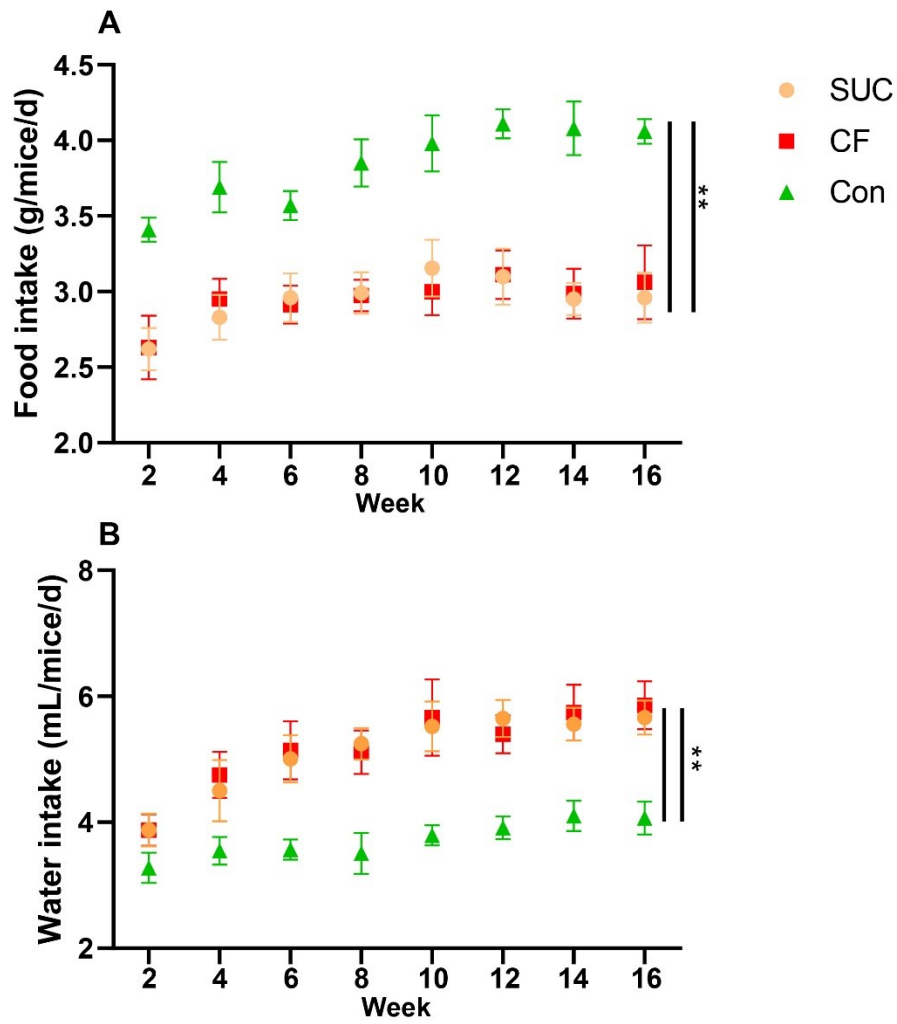 A
Food intake (g/mice/d)
4.5
4.0
3.5
3.0
2.5
2.0
2 4 6 8 10 12 14 16
Week
**
SUC
CF
Con
B
Water intake (mL/mice/d)
8
6
4
2
2 4 6 8 10 12 14 16
Week
**